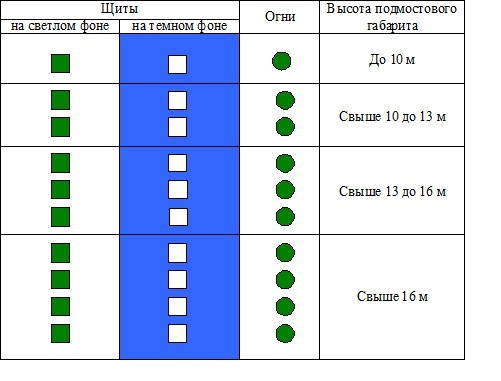 Щиты
на светлом фоне
на темном фоне
Огни
Высота подмостового
габарита
До 10 м
Свыше 10 до 13 м
Свыше 13 до 16 м
Свыше 16 м